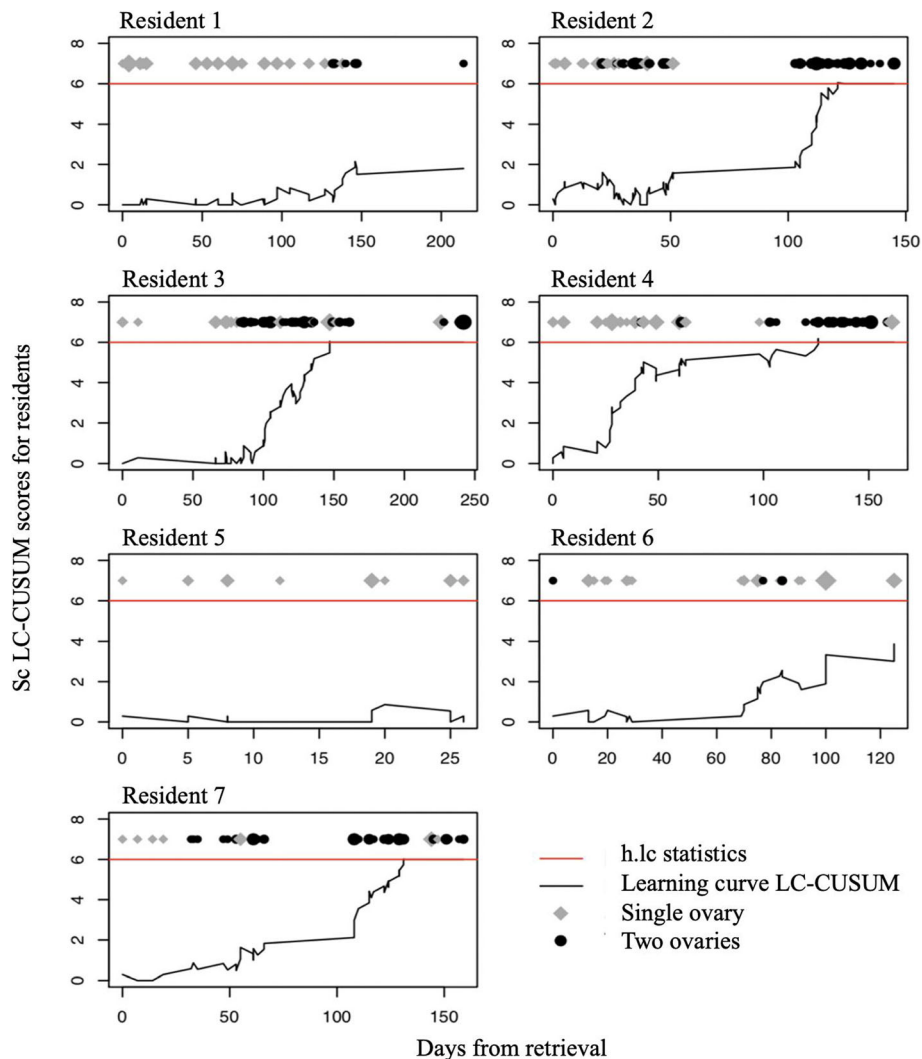 Resident 1
Resident 2
8
6
4
2
0
0 50 100 150 200
8
6
4
2
0
0 50 100 150
Resident 3
Resident 4
8
6
4
2
0
0 50 100 150 200 250
8
6
4
2
0
0 50 100 150
Resident 5
Resident 6
8
6
4
2
0
0 5 10 15 20 25
8
6
4
2
0
0 20 40 60 80 100 120
Resident 7
8
6
4
2
0
0 50 100 150
Sc LC-CUSUM scores for residents
h.lc statistics
Learning curve LC-CUSUM
Single ovary
Two ovaries
Days from retrieval